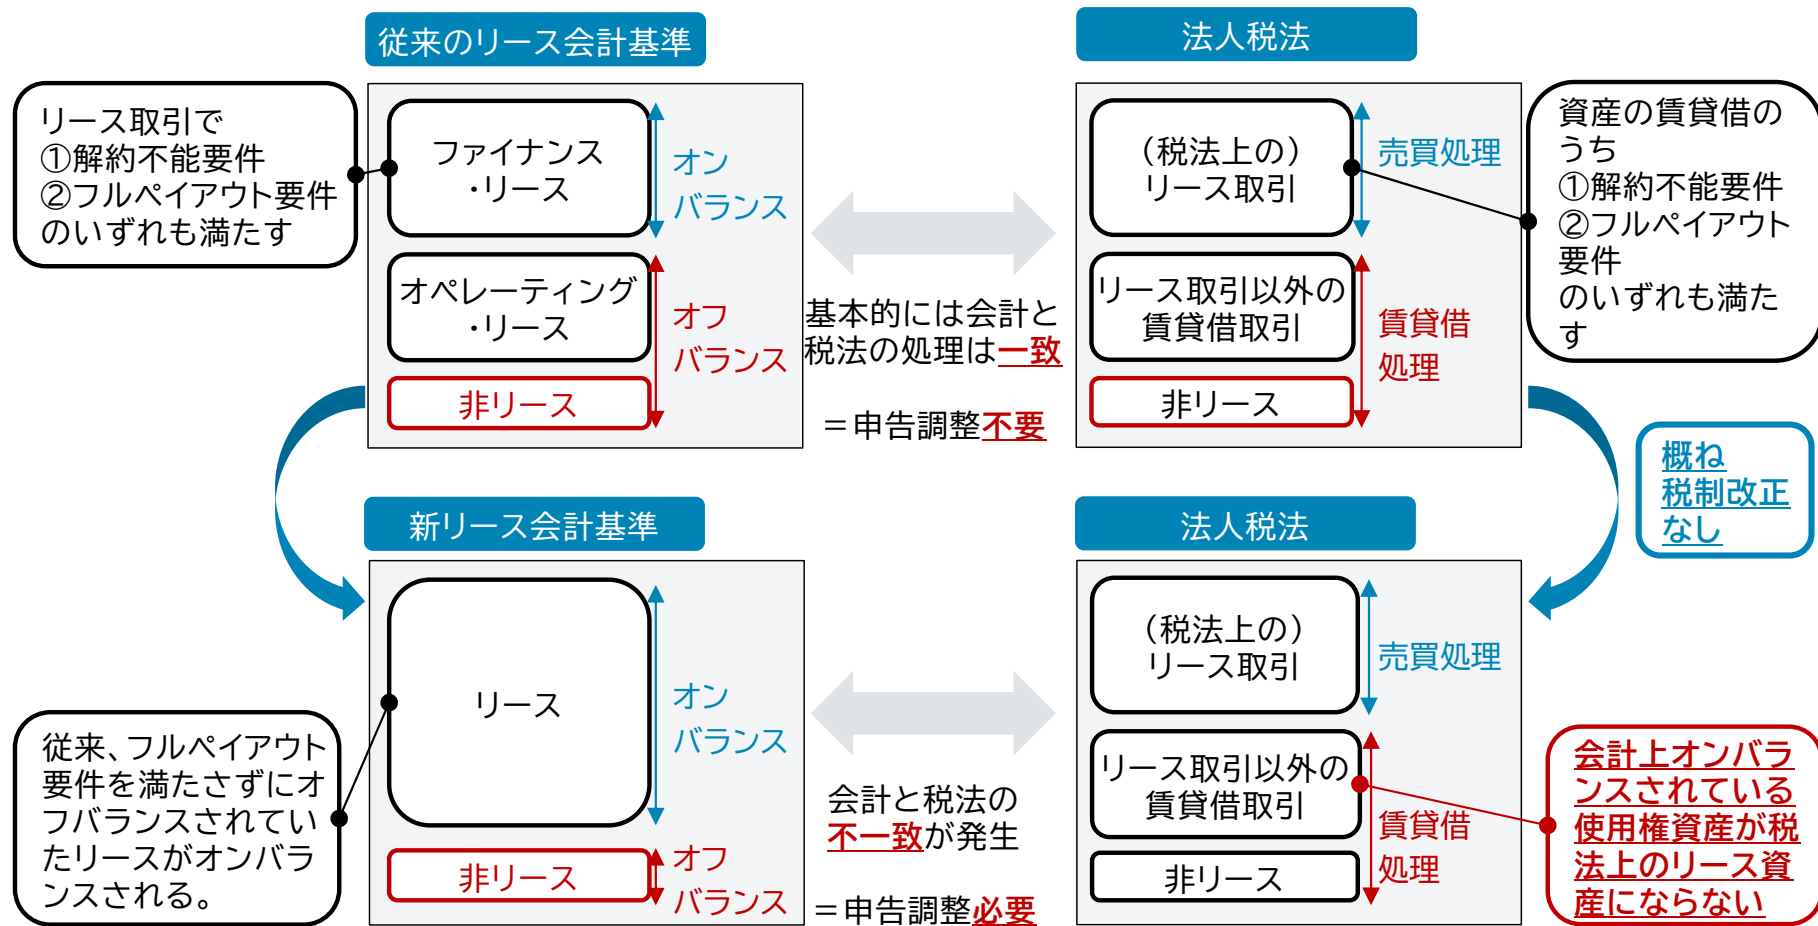 従来のリース会計基準
法人税法
リース取引で
①解約不能要件
②フルペイアウト要件
のいずれも満たす
ファイナンス
・リース
オン
バランス
オペレーティング
・リース
オフ
バランス
非リース
基本的には会計と
税法の処理は一致
＝申告調整不要
（税法上の）
リース取引
売買処理
リース取引以外の
賃貸借取引
賃貸借
処理
非リース
資産の賃貸借の
うち
①解約不能要件
②フルペイアウト
要件
のいずれも満た
す
概ね
税制改正
なし
新リース会計基準
法人税法
従来、フルペイアウト
要件を満たさずにオ
フバランスされてい
たリースがオンバラ
ンスされる。
リース
オン
バランス
非リース
オフ
バランス
会計と税法の
不一致が発生
＝申告調整必要
（税法上の）
リース取引
売買処理
リース取引以外の
賃貸借取引
賃貸借
処理
非リース
会計上オンバラ
ンスされている
使用権資産が税
法上のリース資
産にならない